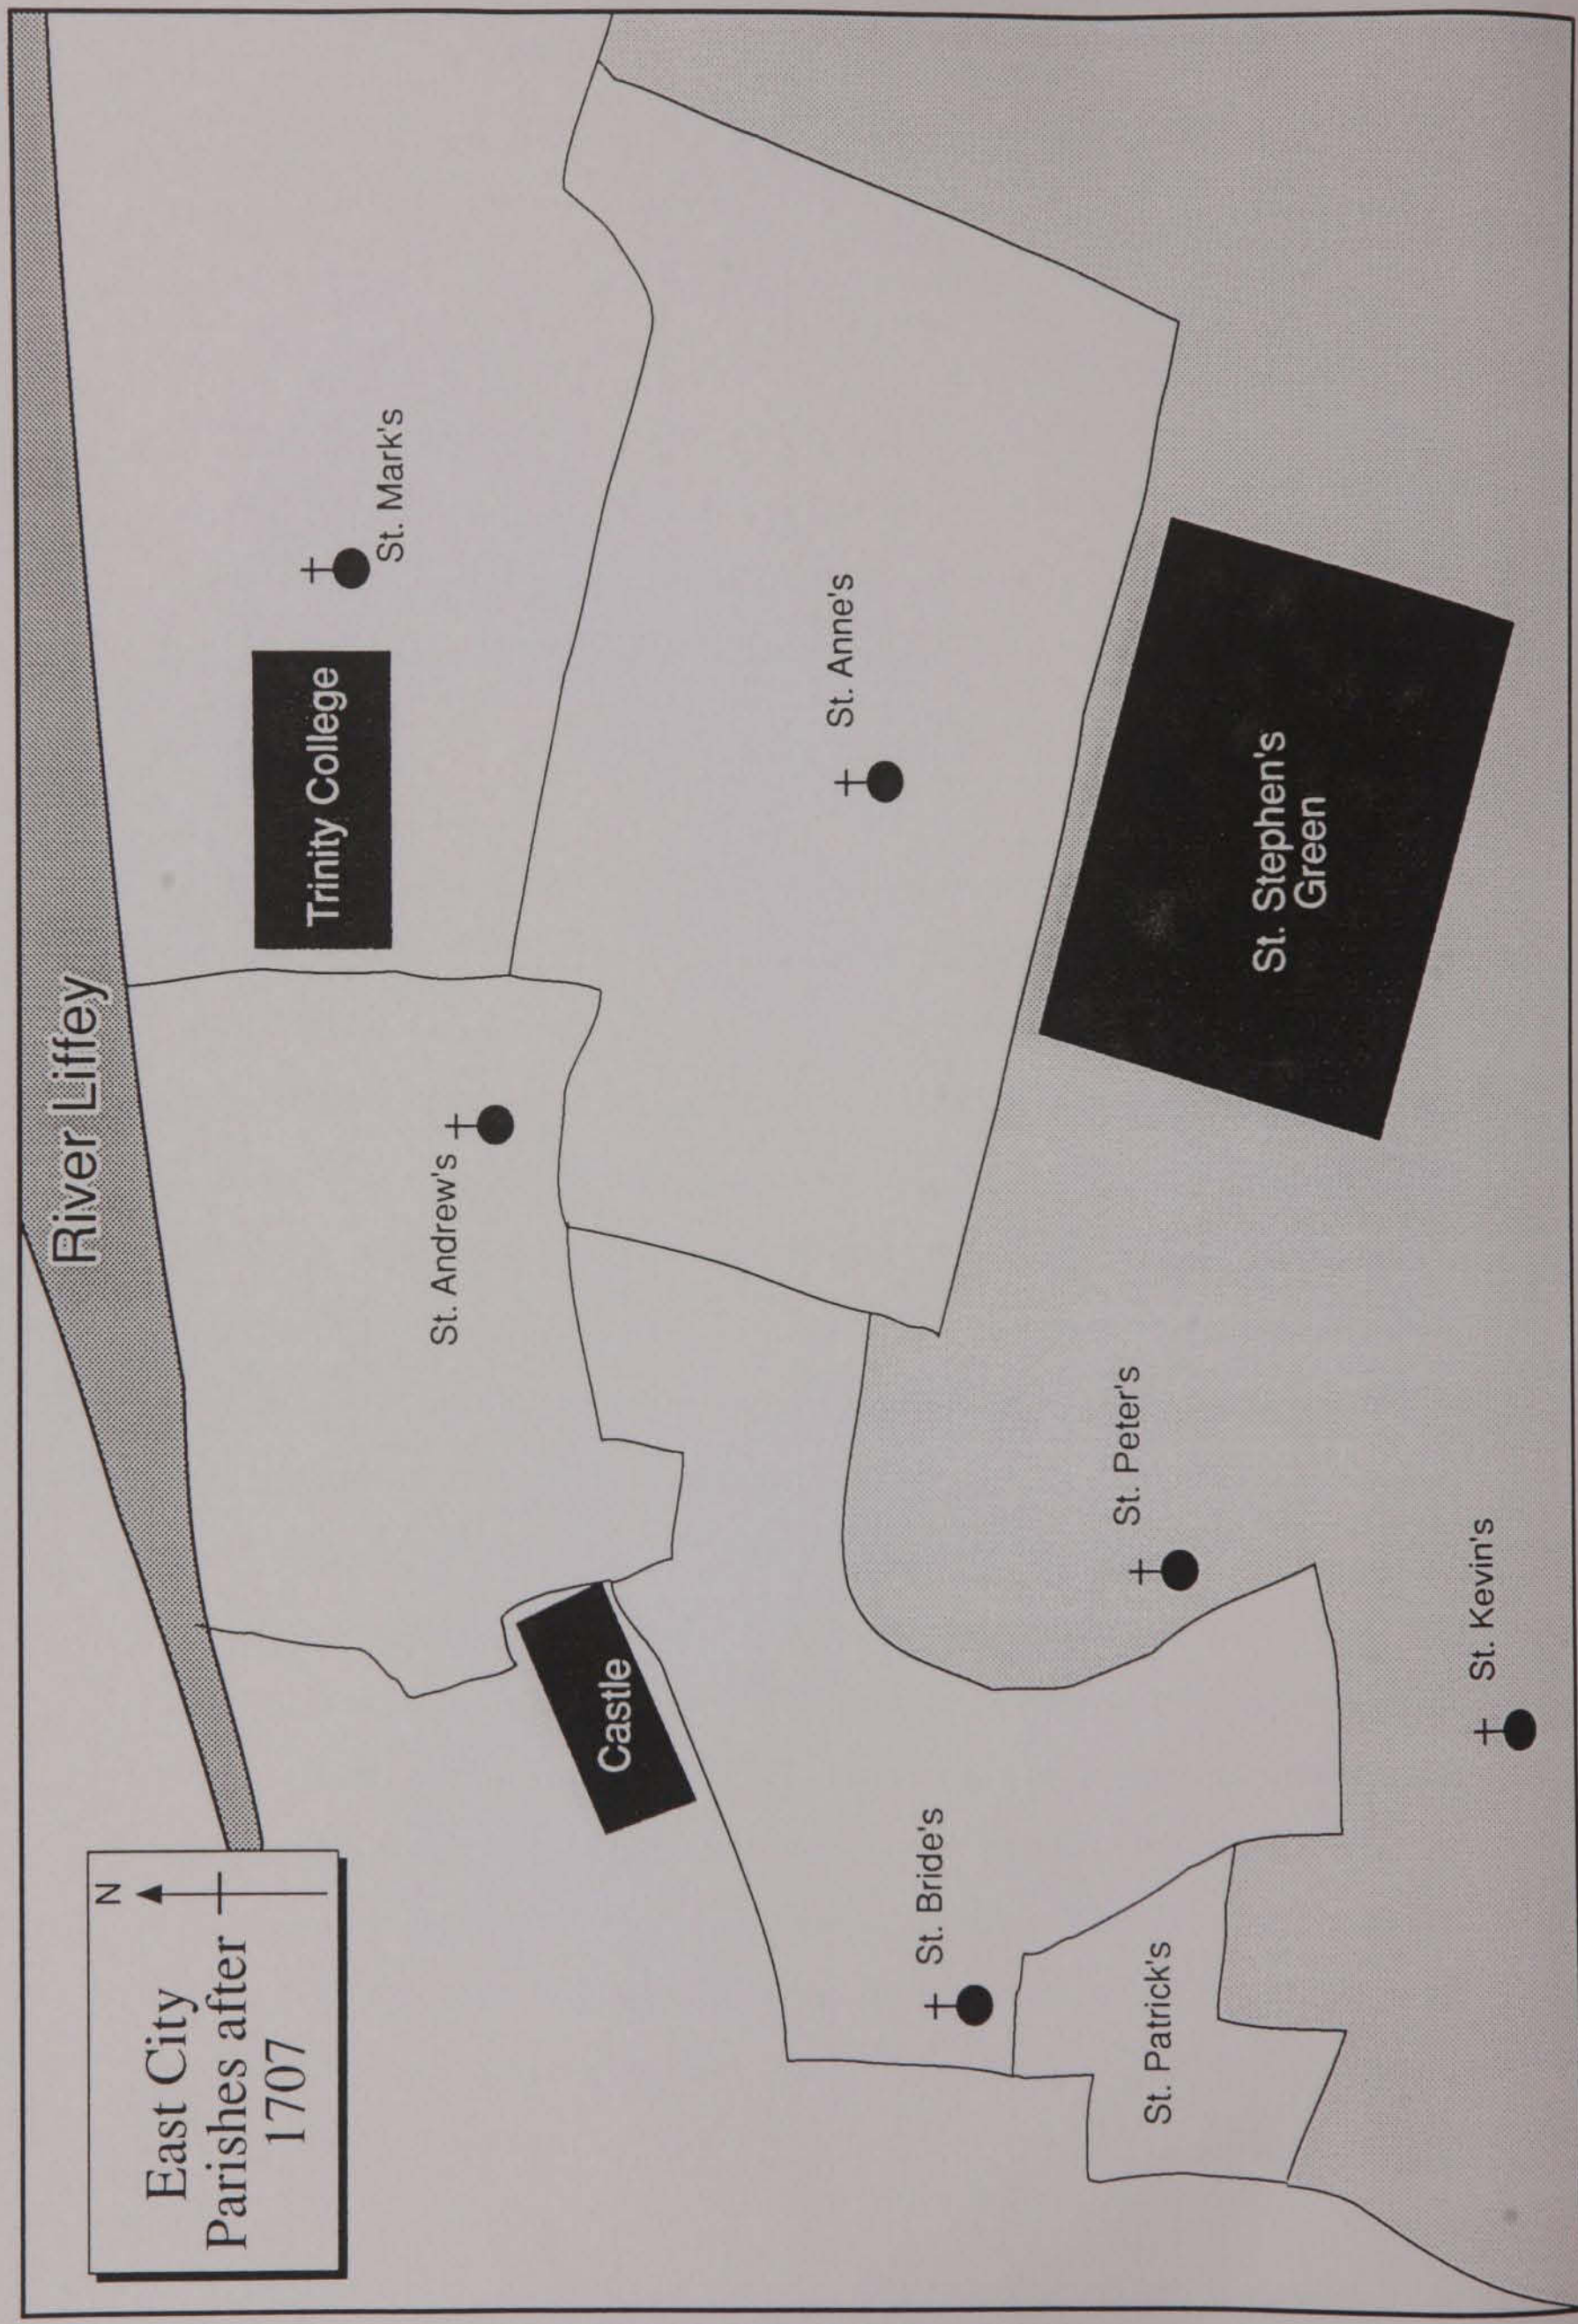 East City
Parishes after
1707
N
River Liffey
Trinity College
St. Mark's
St. Andrew's
Castle
St. Anne's
St. Bride's
St. Peter's
St. Patrick's
St. Stephen's
Green
St. Kevin's